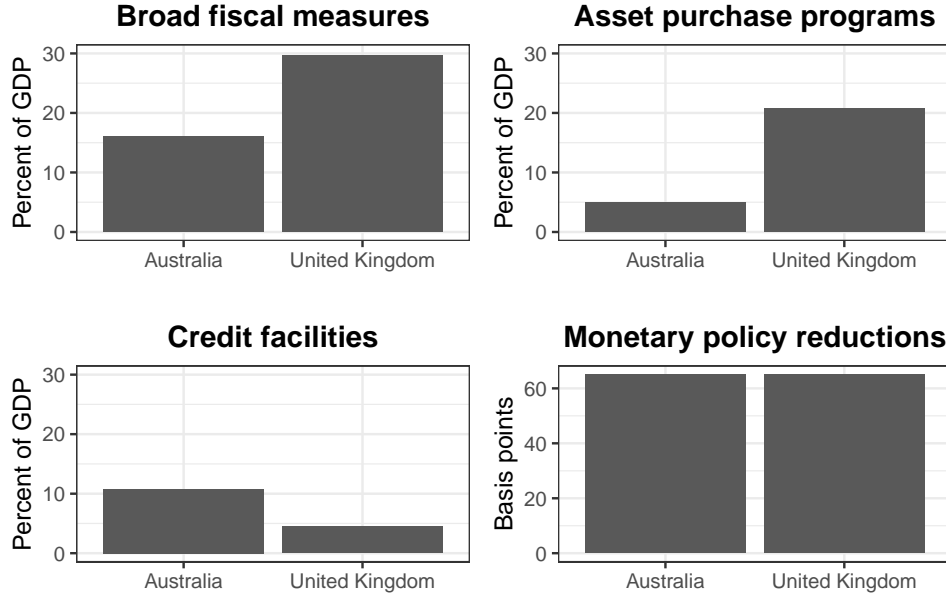 Broad fiscal measures
Percent of GDP
30
20
10
0
Australia United Kingdom
Asset purchase programs
Percent of GDP
30
20
10
0
Australia United Kingdom
Credit facilities
Percent of GDP
30
20
10
0
Australia United Kingdom
Monetary policy reductions
Basis points
60
40
20
0
Australia United Kingdom